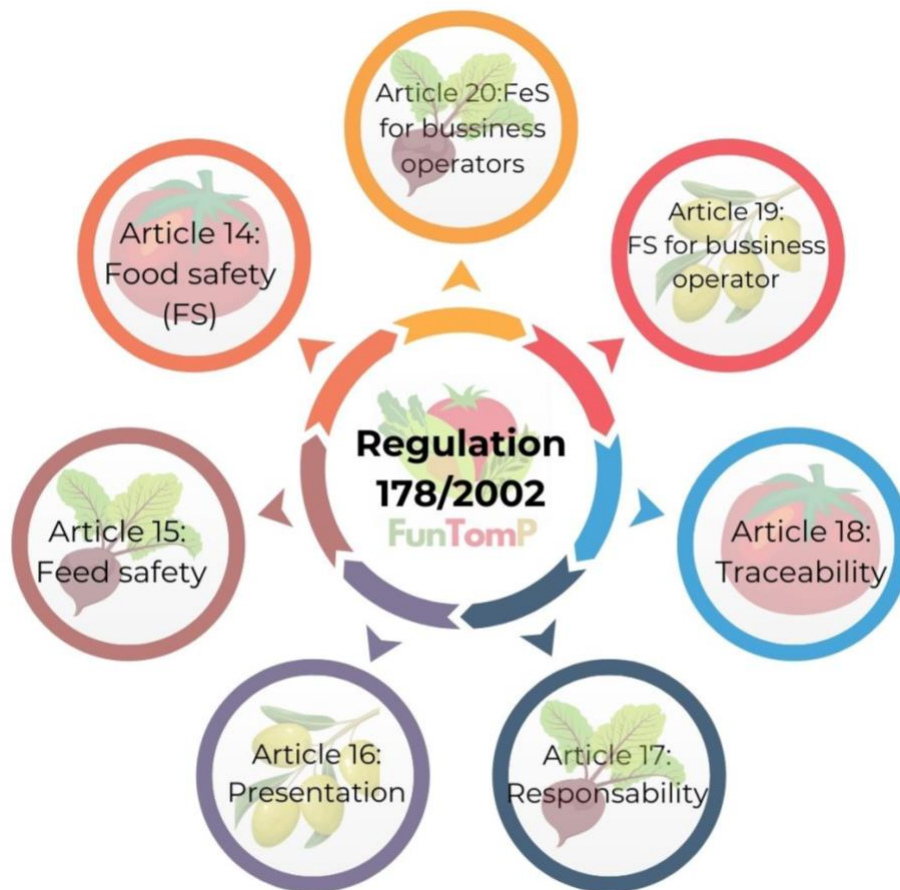 Article 20:FeS
for bussiness
operators
Article 14:
Food safety
(FS)
Article 19:
FS for bussiness
operator
Regulation
178/2002
FunTomP
Article 15:
Feed safety
Article 18:
Traceability
Article 16:
Presentation
Article 17:
Responsability